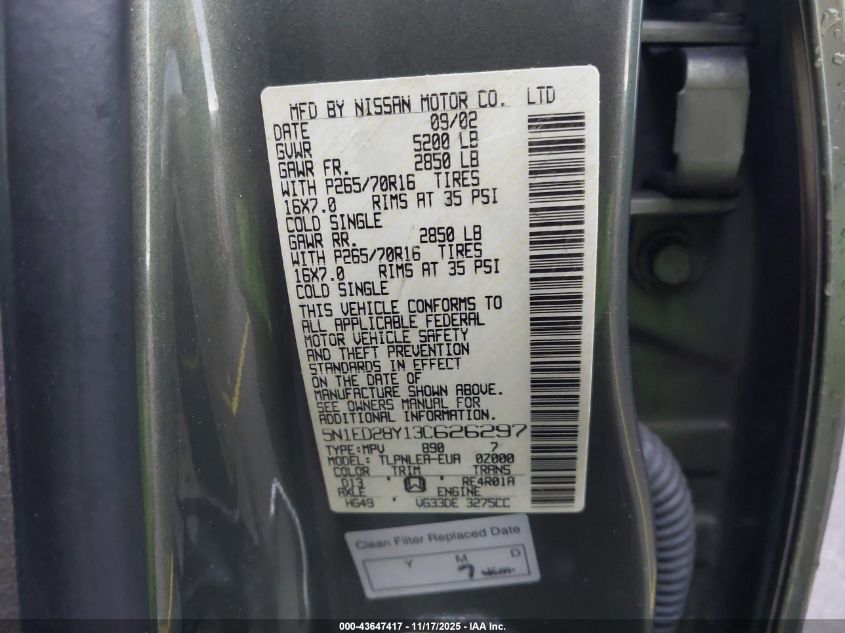 MFD BY NISSAN MOTOR CO. LTD
DATE 09/02
GVWR 5200 LB
GAWR FR. 2850 LB
WITH P265/70R16 TIRES
16X7.0 RIMS AT 35 PSI
COLD SINGLE
GAWR RR. 2850 LB
WITH P265/70R16 TIRES
16X7.0 RIMS AT 35 PSI
COLD SINGLE
THIS VEHICLE CONFORMS TO
ALL APPLICABLE FEDERAL
MOTOR VEHICLE SAFETY
AND THEFT PREVENTION
STANDARDS IN EFFECT
ON THE DATE OF
MANUFACTURE SHOWN ABOVE.
SEE OWNERS MANUAL FOR
ADDITIONAL INFORMATION
5N1ED28Y13C626297
TYPE:MPV 890 7
MODEL: TLPNLEA-EUA 0Z000
COLOR TRIM TRANS
D13 W RE4R01A
AXLE ENGINE
HG49 VG33DE 3275CC
Clean Filter Replaced Date
Y M D
7
000-43647417 — 11/17/2025 — IAA Inc.